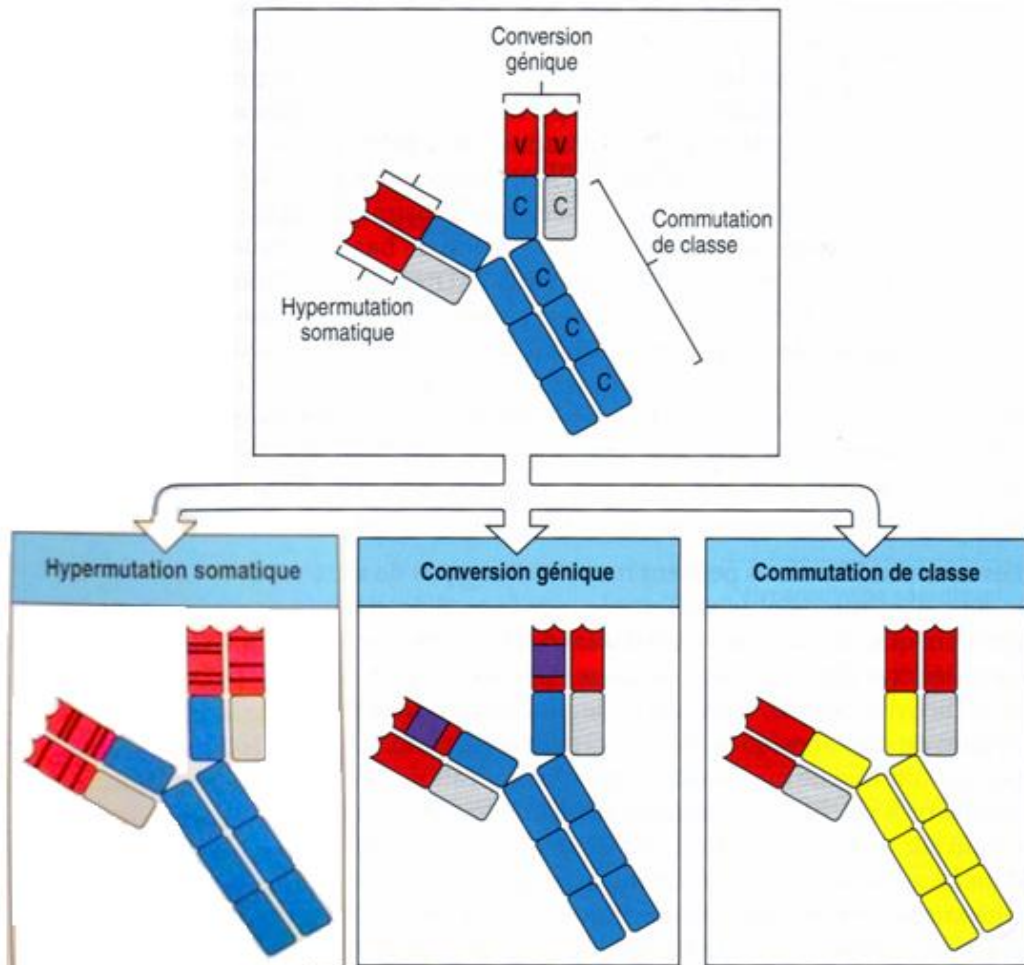 Conversion
génique
V V
C C
Commutation
de classe
Hypermutation
somatique
C
C
C
Hypermutation somatique
Conversion génique
Commutation de classe